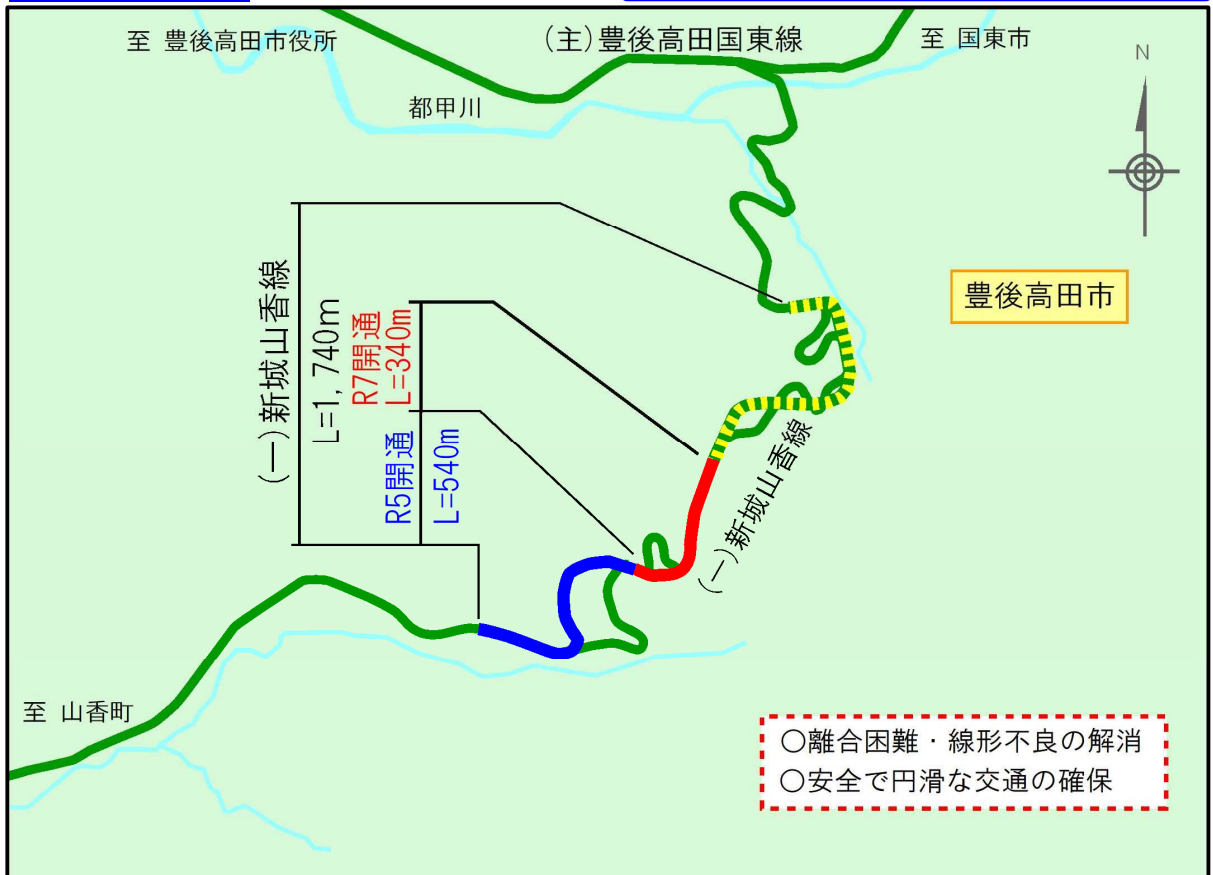 至 豊後高田市役所
(主)豊後高田国東線
至 国東市
N
都甲川
豊後高田市
(一)新城山香線
L=1,740m
R7開通
L=340m
R5開通
L=540m
(一)新城山香線
至 山香町
○離合困難・線形不良の解消
○安全で円滑な交通の確保